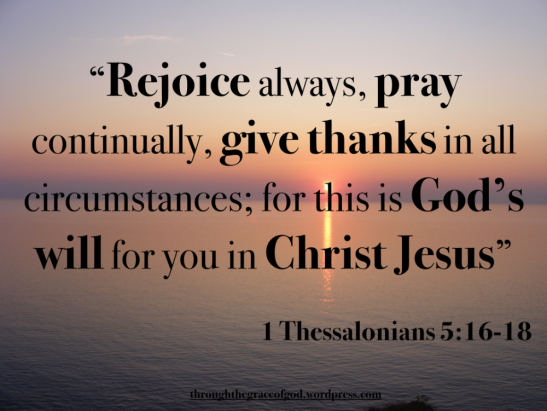 “Rejoice always, pray
continually, give thanks in all
circumstances; for this is God’s
will for you in Christ Jesus”
1 Thessalonians 5:16-18
throughthegraceofgod.wordpress.com